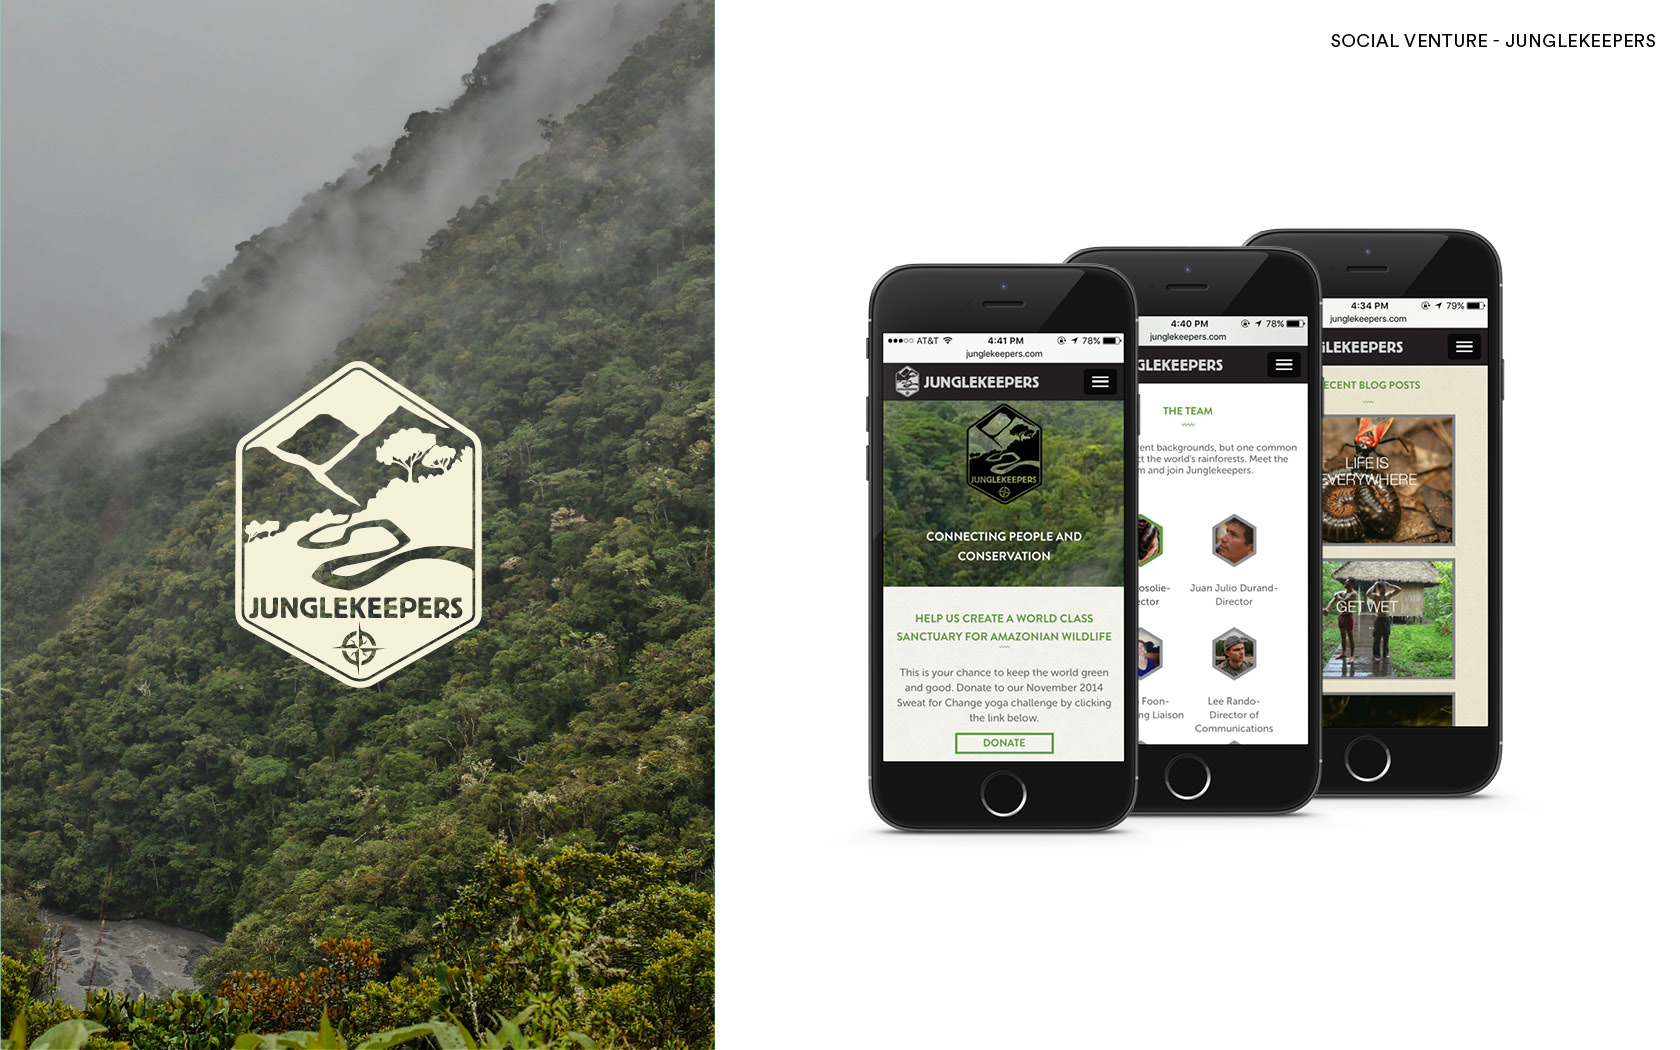 SOCIAL VENTURE - JUNGLEKEEPERS
JUNGLEKEEPERS
AT&T
4:41 PM
78%
junglekeepers.com
JUNGLEKEEPERS
JUNGLEKEEPERS
CONNECTING PEOPLE AND
CONSERVATION
HELP US CREATE A WORLD CLASS
SANCTUARY FOR AMAZONIAN WILDLIFE
This is your chance to keep the world green
and good. Donate to our November 2014
Sweat for Change yoga challenge by clicking
the link below.
DONATE
4:40 PM
78%
junglekeepers.com
GLEKEEPERS
THE TEAM
rent backgrounds, but one common
ct the world's rainforests. Meet the
m and join Junglekeepers.
osolie-
ector
Juan Julio Durand-
Director
Foon-
ng Liaison
Lee Rando-
Director of
Communications
4:34 PM
79%
junglekeepers.com
LEKEEPERS
ECENT BLOG POSTS
LIFE IS
EVERYWHERE
GET WET